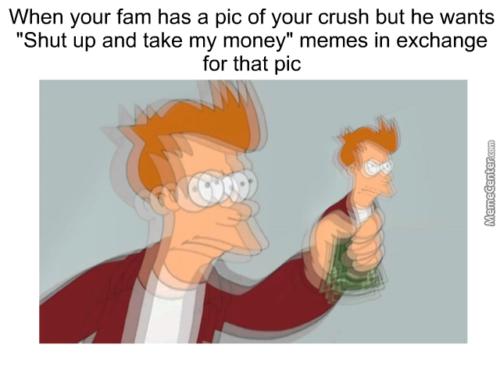 When your fam has a pic of your crush but he wants
"Shut up and take my money" memes in exchange
for that pic
MemeCenter.com